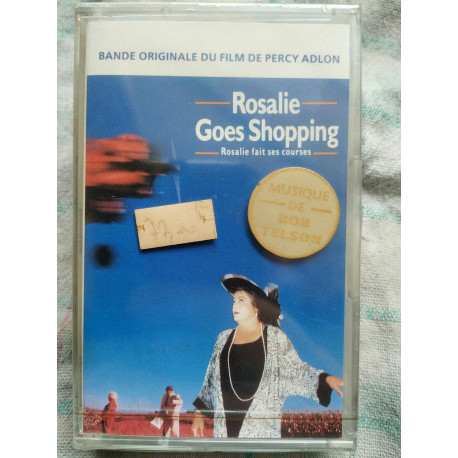 BANDE ORIGINALE DU FILM DE PERCY ADLON
Rosalie
Goes Shopping
Rosalie fait ses courses
MUSIQUE
DE
BOB
TELSON